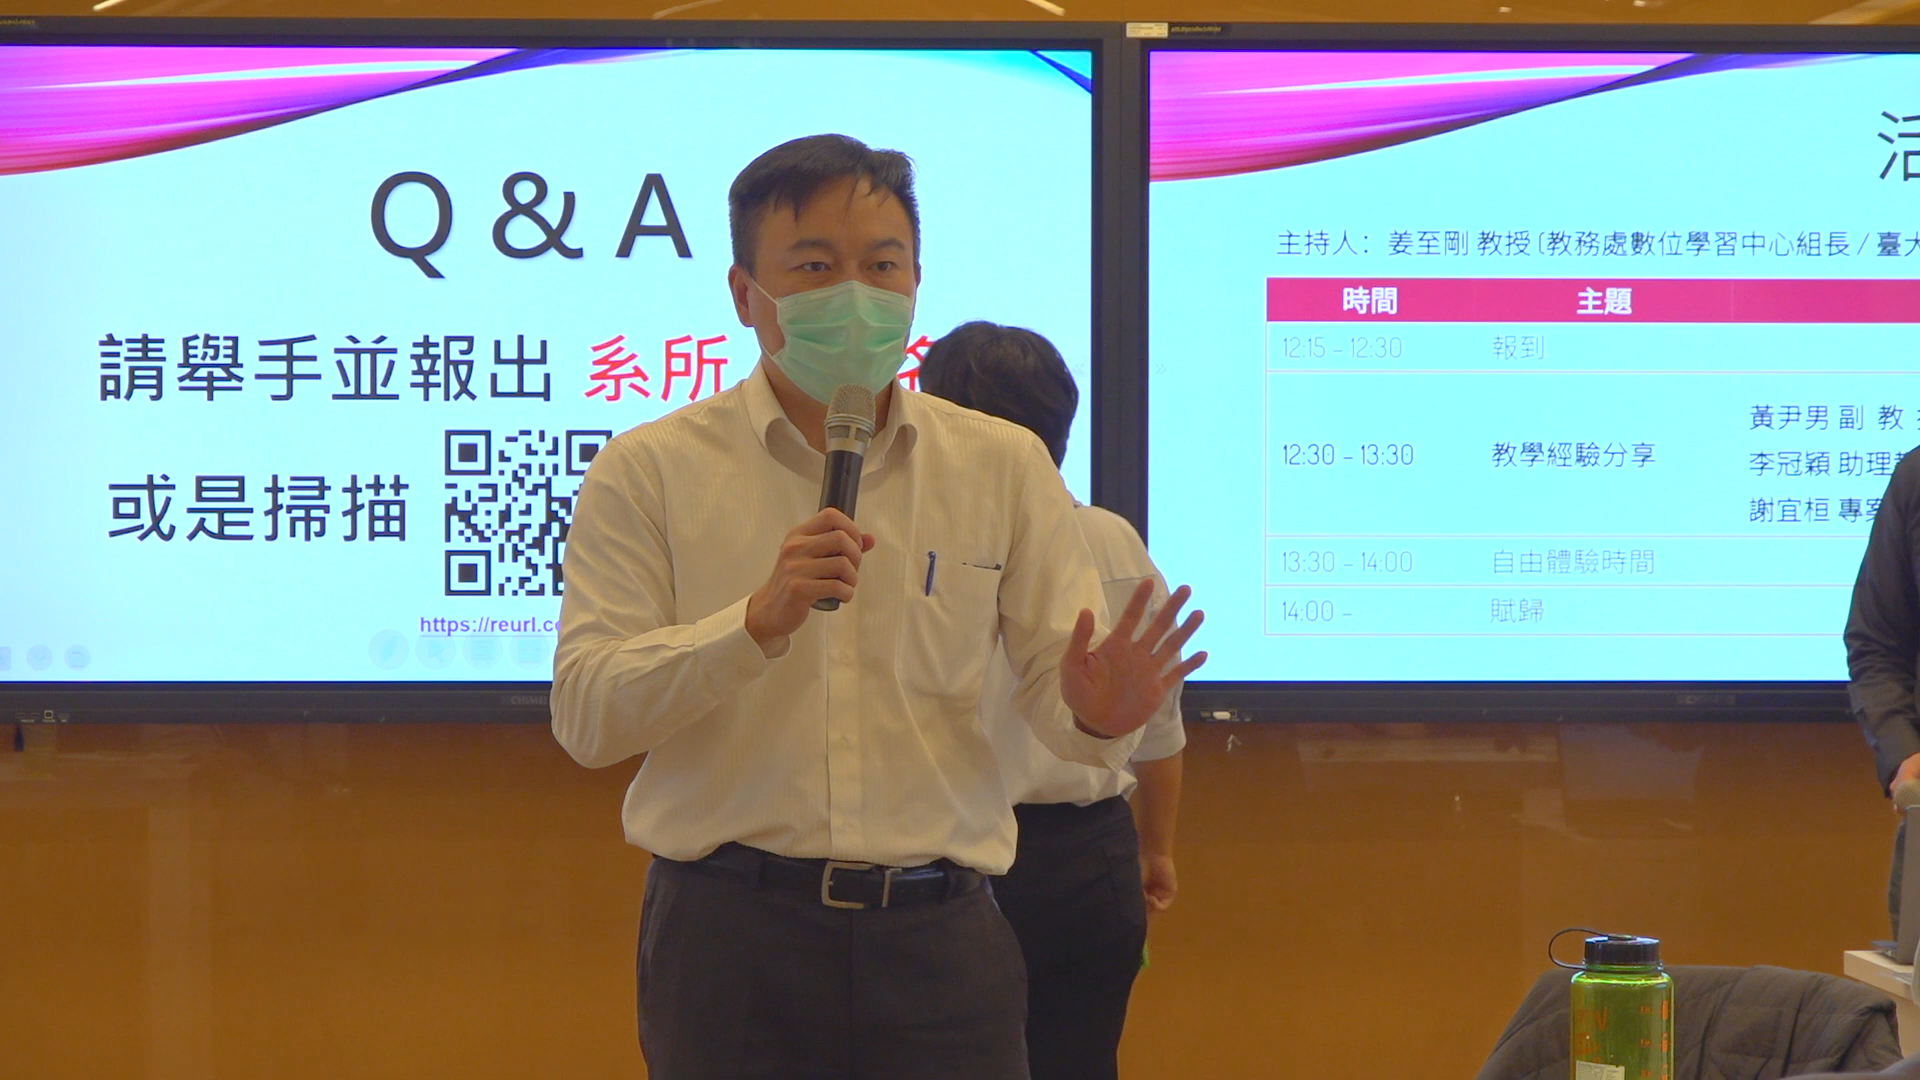 Q & A
請舉手並報出 系所
或是掃描
https://reurl.c
活
主持人：姜至剛 教授 (教務處數位學習中心組長 / 臺大
時間 主題
12:15 – 12:30 報到
12:30 – 13:30 教學經驗分享
黃尹男 副 教
李冠穎 助理
謝宜桓 專案
13:30 – 14:00 自由體驗時間
14:00 – 賦歸